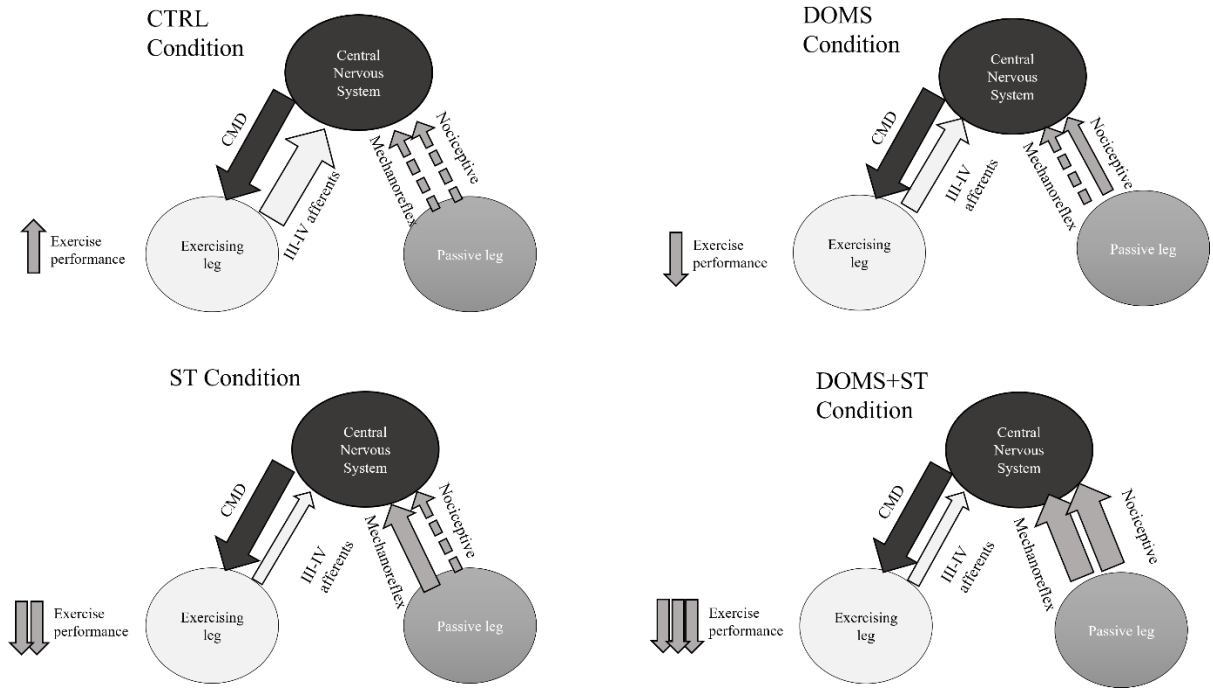 CTRL
Condition
Central
Nervous
System
CMD
III-IV afferents
Mechanoreflex
Nociceptive
Exercising
leg
Passive leg
Exercise
performance
DOMS
Condition
Central
Nervous
System
CMD
III-IV
afferents
Mechanoreflex
Nociceptive
Exercising
leg
Passive leg
Exercise
performance
ST Condition
Central
Nervous
System
CMD
III-IV
afferents
Mechanoreflex
Nociceptive
Exercising
leg
Passive leg
Exercise
performance
DOMS+ST
Condition
Central
Nervous
System
CMD
III-IV
afferents
Mechanoreflex
Nociceptive
Exercising
leg
Passive leg
Exercise
performance